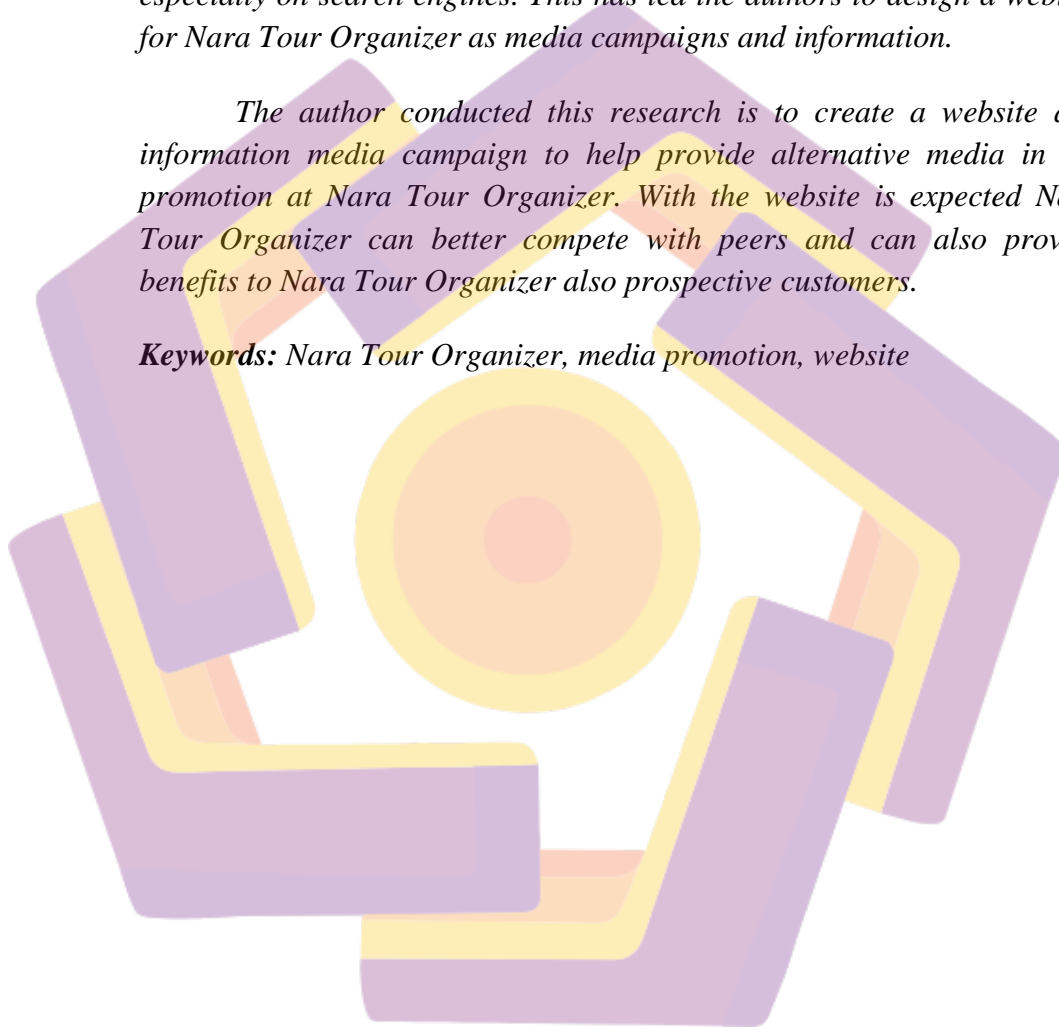 especially on search engines. This has led the authors to design a
for Nara Tour Organizer as media campaigns and information.
The author conducted this research is to create a website
information media campaign to help provide alternative media in
promotion at Nara Tour Organizer. With the website is expected
Tour Organizer can better compete with peers and can also
benefits to Nara Tour Organizer also prospective customers.
Keywords: Nara Tour Organizer, media promotion, website